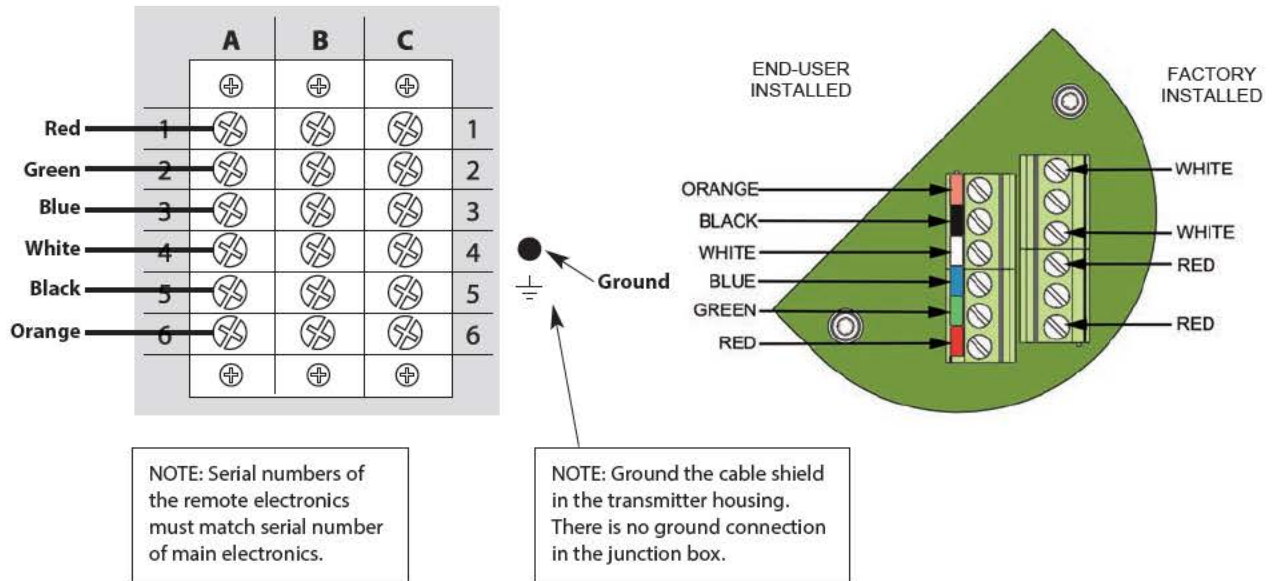 A B C
Red 1 1
Green 2 2
Blue 3 3
White 4 4
Black 5 5
Orange 6 6
Ground
NOTE: Serial numbers of
the remote electronics
must match serial number
of main electronics.
NOTE: Ground the cable shield
in the transmitter housing.
There is no ground connection
in the junction box.
END-USER
INSTALLED
ORANGE
BLACK
WHITE
BLUE
GREEN
RED
FACTORY
INSTALLED
WHITE
WHITE
RED
RED